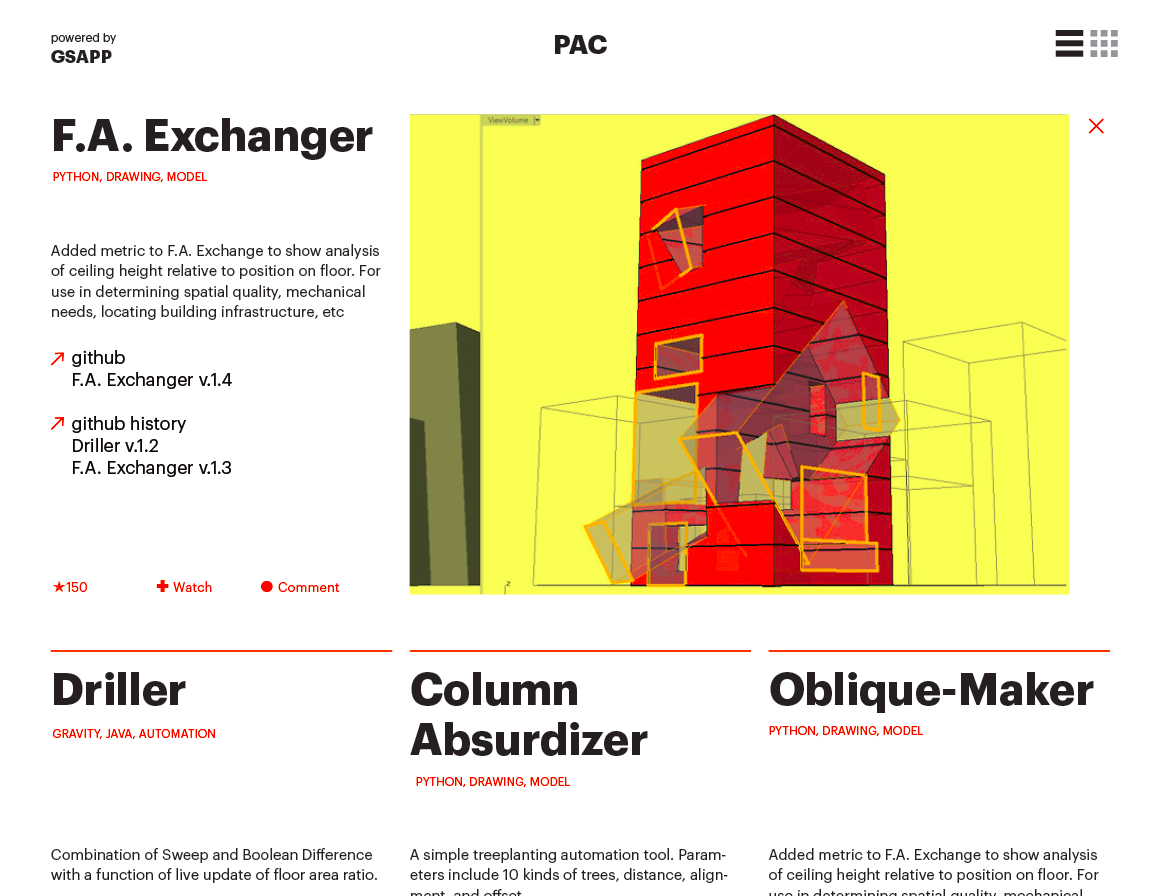 powered by
GSAPP
PAC
F.A. Exchanger
PYTHON, DRAWING, MODEL
Added metric to F.A. Exchange to show analysis
of ceiling height relative to position on floor. For
use in determining spatial quality, mechanical
needs, locating building infrastructure, etc
github
F.A. Exchanger v.1.4
github history
Driller v.1.2
F.A. Exchanger v.1.3
★150
Watch
Comment
ViewVolume
z
Driller
GRAVITY, JAVA, AUTOMATION
Combination of Sweep and Boolean Difference
with a function of live update of floor area ratio.
Column
Absurdizer
PYTHON, DRAWING, MODEL
A simple treeplanting automation tool. Param-
eters include 10 kinds of trees, distance, align-
ment, and offset
Oblique-Maker
PYTHON, DRAWING, MODEL
Added metric to F.A. Exchange to show analysis
of ceiling height relative to position on floor. For
use in determining spatial quality, mechanical